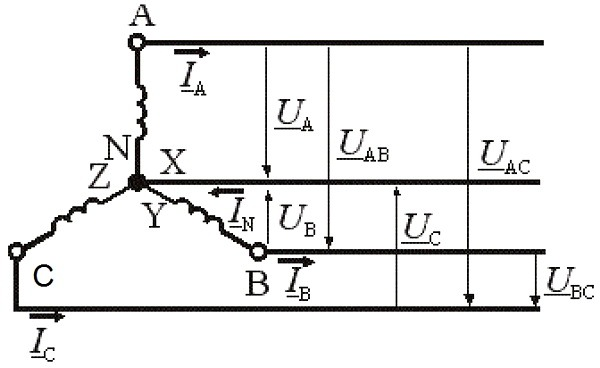 A
I_A
U_A
U_AB
U_AC
N
Z
X
Y
I_N
U_B
U_C
C
B
I_B
U_BC
I_C